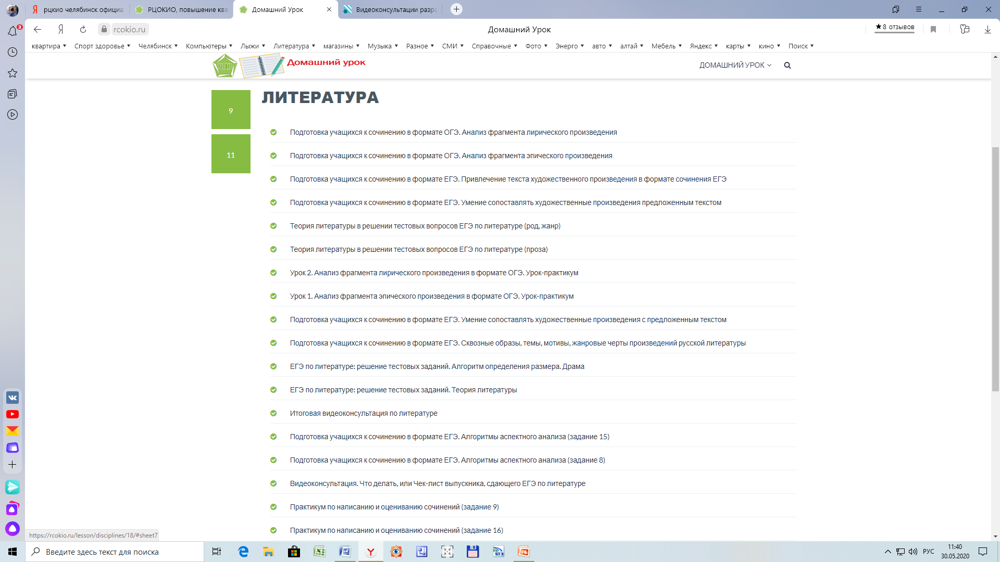 рцкио челябинск официа
РЦОКИО, повышение ква
Домашний Урок
Видеоконсультации разра
2
rcokio.ru
Домашний Урок
★8 отзывов
квартира
Спорт здоровье
Челябинск
Компьютеры
Лыжи
Литература
магазины
Музыка
Разное
СМИ
Справочные
Фото
Энерго
авто
алтай
Мебель
Яндекс
карты
кино
Поиск
РЦОКИО
Домашний урок
ДОМАШНИЙ УРОК
9
11
ЛИТЕРАТУРА
Подготовка учащихся к сочинению в формате ОГЭ. Анализ фрагмента лирического произведения
Подготовка учащихся к сочинению в формате ОГЭ. Анализ фрагмента эпического произведения
Подготовка учащихся к сочинению в формате ЕГЭ. Привлечение текста художественного произведения в формате сочинения ЕГЭ
Подготовка учащихся к сочинению в формате ЕГЭ. Умение сопоставлять художественные произведения предложенным текстом
Теория литературы в решении тестовых вопросов ЕГЭ по литературе (род, жанр)
Теория литературы в решении тестовых вопросов ЕГЭ по литературе (проза)
Урок 2. Анализ фрагмента лирического произведения в формате ОГЭ. Урок-практикум
Урок 1. Анализ фрагмента эпического произведения в формате ОГЭ. Урок-практикум
Подготовка учащихся к сочинению в формате ЕГЭ. Умение сопоставлять художественные произведения с предложенным текстом
Подготовка учащихся к сочинению в формате ЕГЭ. Сквозные образы, темы, мотивы, жанровые черты произведений русской литературы
ЕГЭ по литературе: решение тестовых заданий. Алгоритм определения размера. Драма
ЕГЭ по литературе: решение тестовых заданий. Теория литературы
Итоговая видеоконсультация по литературе
Подготовка учащихся к сочинению в формате ЕГЭ. Алгоритмы аспектного анализа (задание 15)
Подготовка учащихся к сочинению в формате ЕГЭ. Алгоритмы аспектного анализа (задание 8)
Видеоконсультация. Что делать, или Чек-лист выпускника, сдающего ЕГЭ по литературе
Практикум по написанию и оцениванию сочинений (задание 9)
Практикум по написанию и оцениванию сочинений (задание 16)
https://rcokio.ru/lesson/disciplines/18/#sheet7
Введите здесь текст для поиска
РУС
11:40
30.05.2020